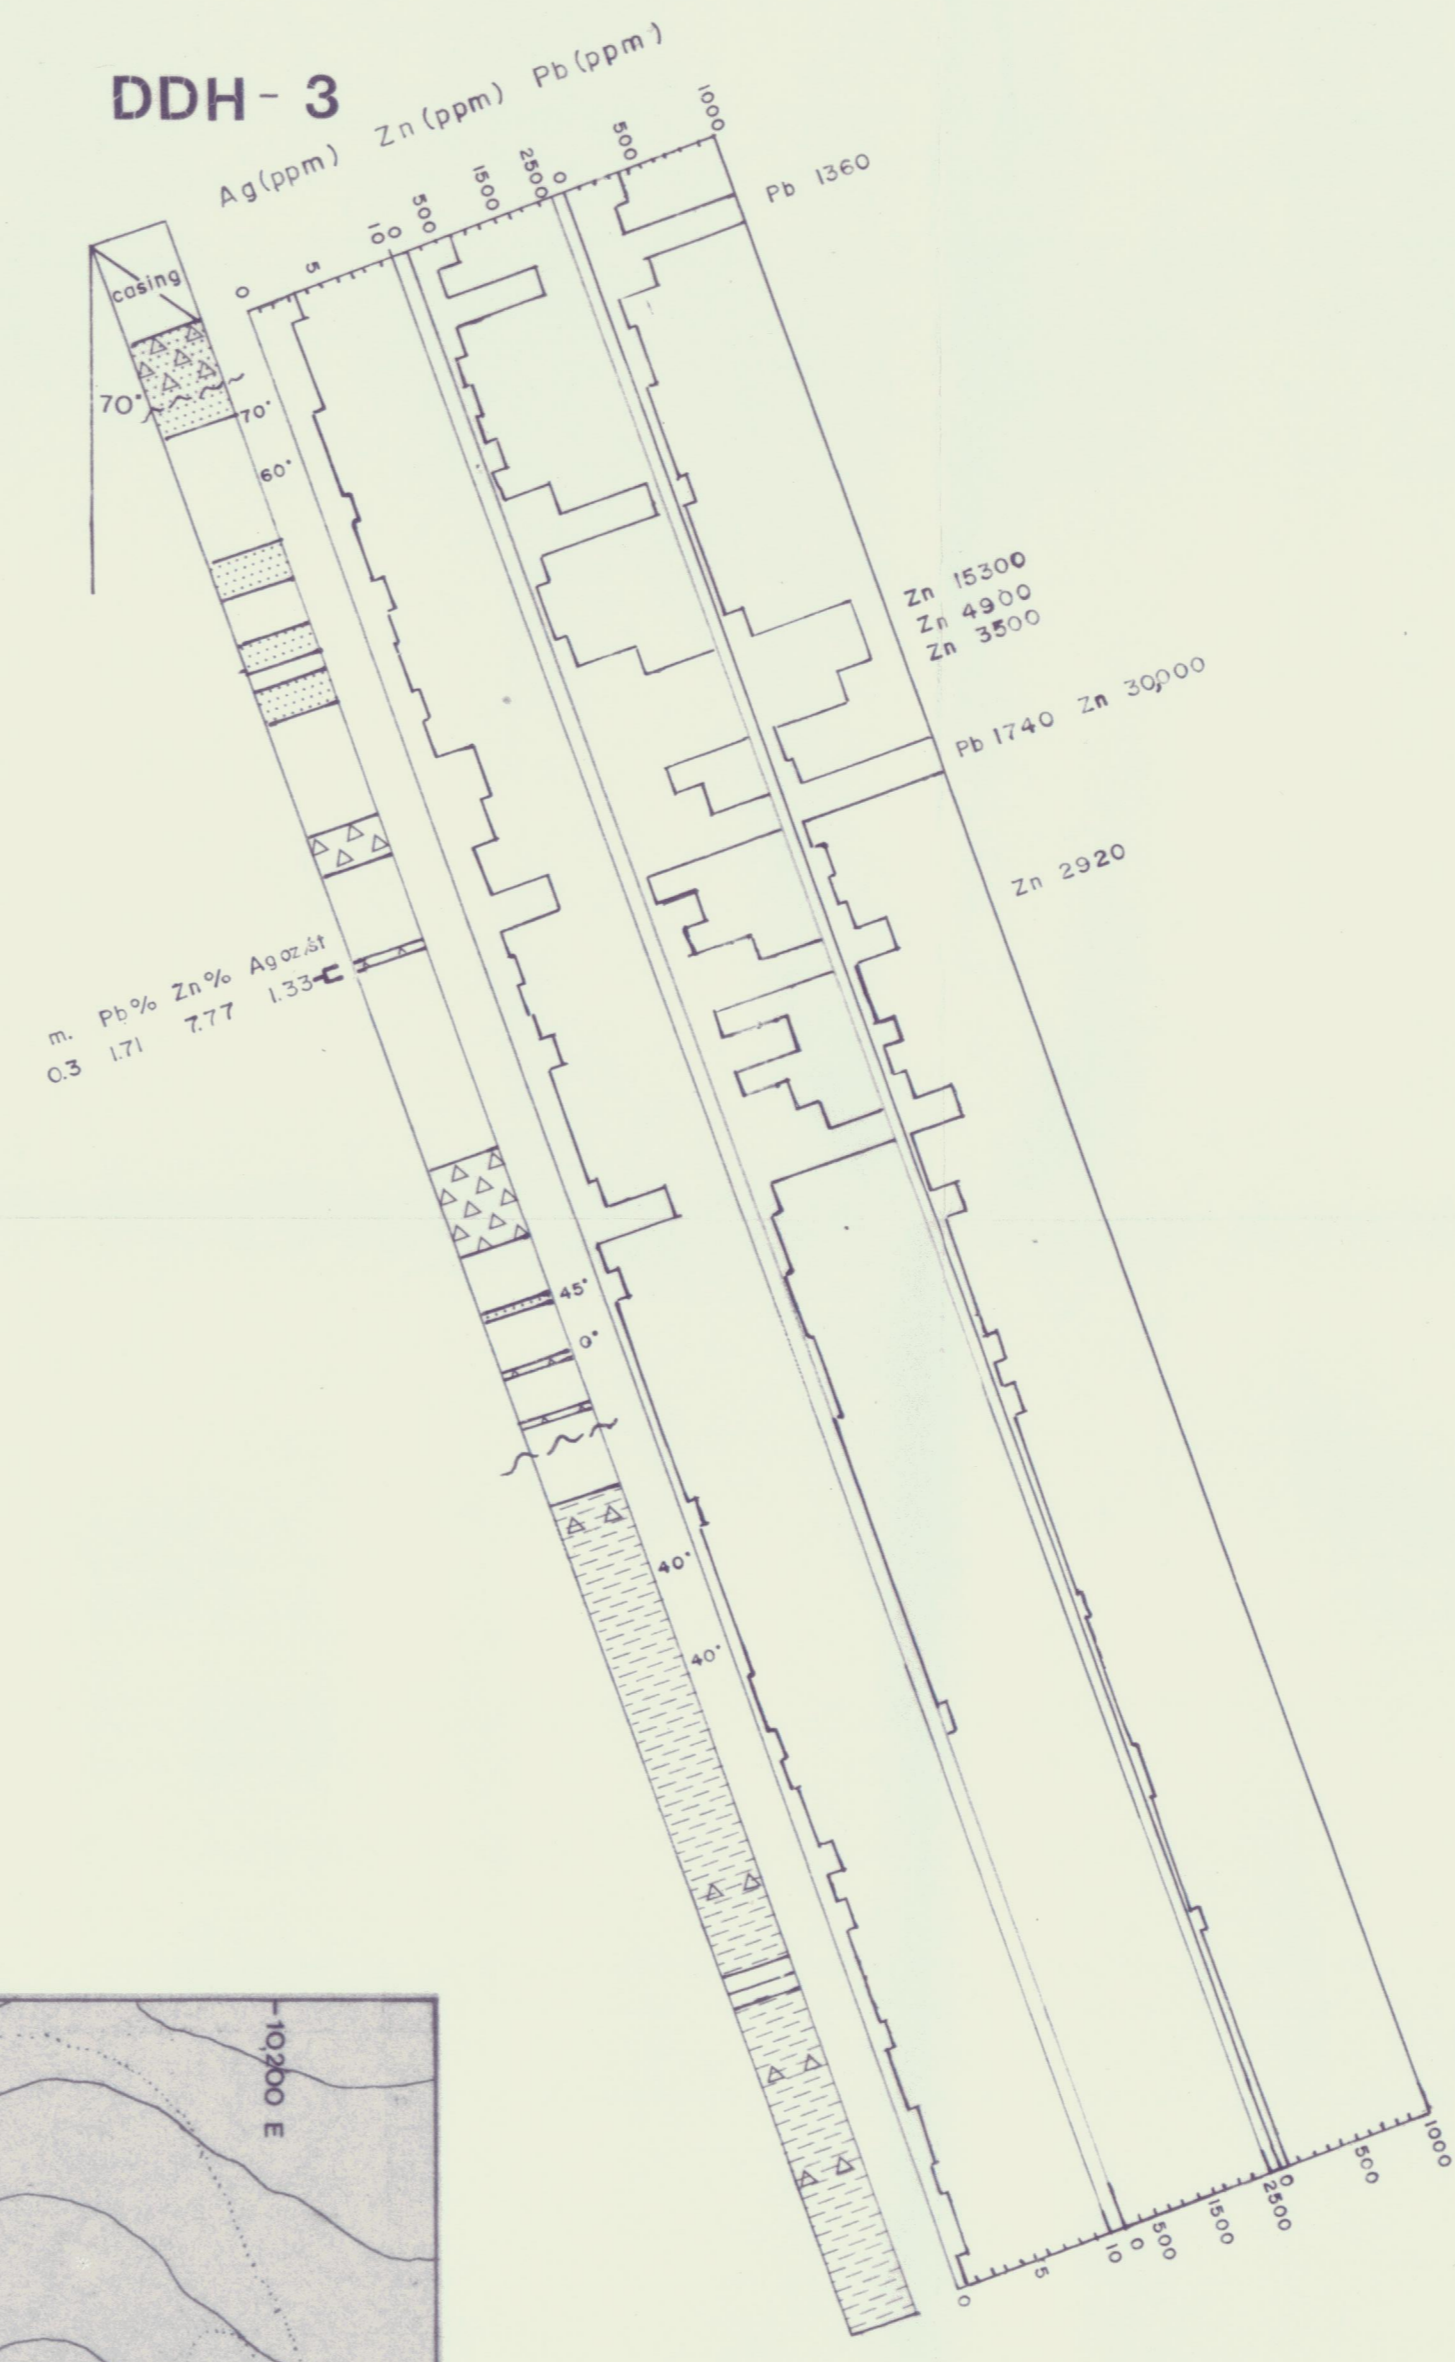 DDH - 3
Ag (ppm) Zn (ppm) Pb (ppm)
0 5 10 0 500 1500 2500 0 500 1000
casing
Pb 1360
70°
70°
60°
Zn 15300
Zn 4900
Zn 3500
Pb 1740 Zn 30,000
Zn 2920
m. Pb% Zn% Ag oz/st
0.3 1.71 7.77 1.33
45°
0°
40°
40°
10,200 E
0 5 10 0 500 1500 2500 0 500 1000